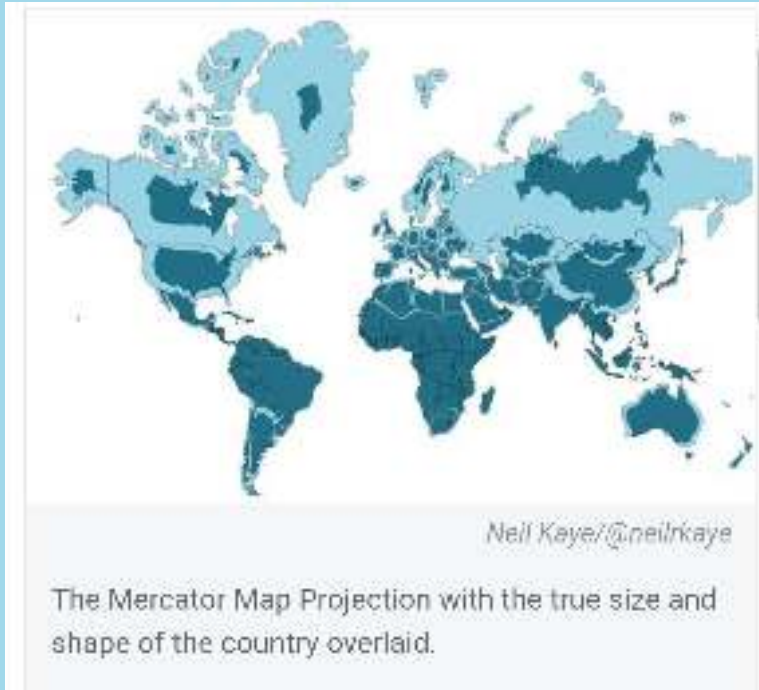 Neil Kaye/@neilrkaye
The Mercator Map Projection with the true size and
shape of the country overlaid.